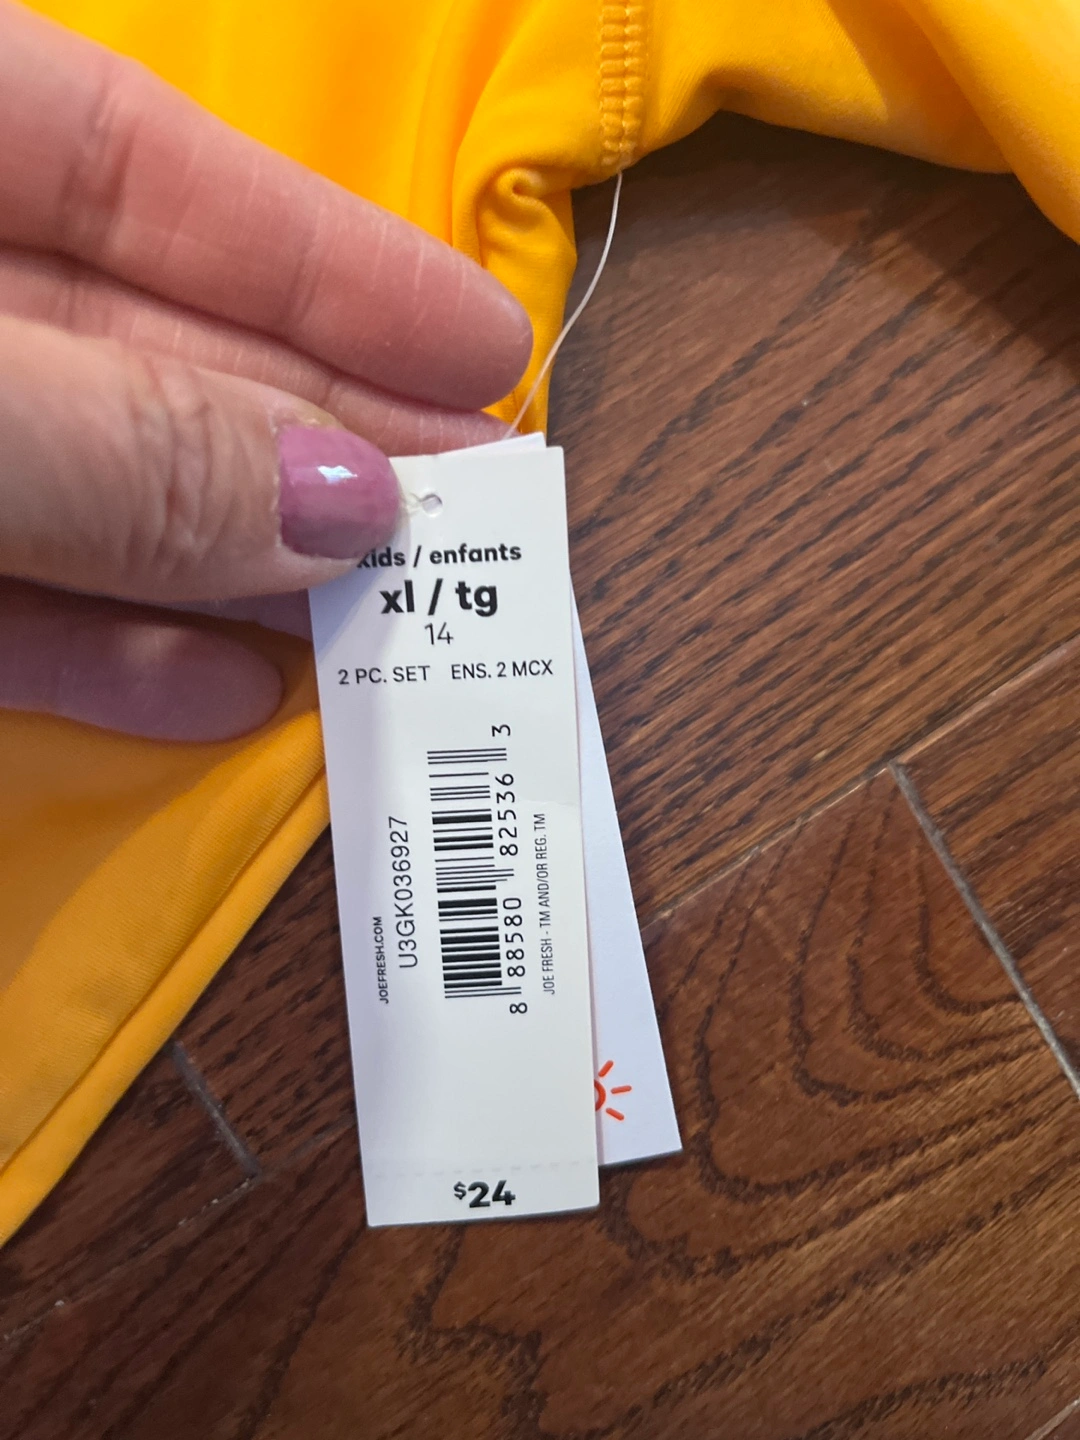 kids / enfants
xl / tg
14
2 PC. SET ENS. 2 MCX
JOEFRESH.COM
U3GK036927
8 88580 82536 3
JOE FRESH - TM AND/OR REG. TM
$24